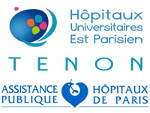 Hôpitaux
Universitaires
Est Parisien
TENON
ASSISTANCE PUBLIQUE
HÔPITAUX DE PARIS